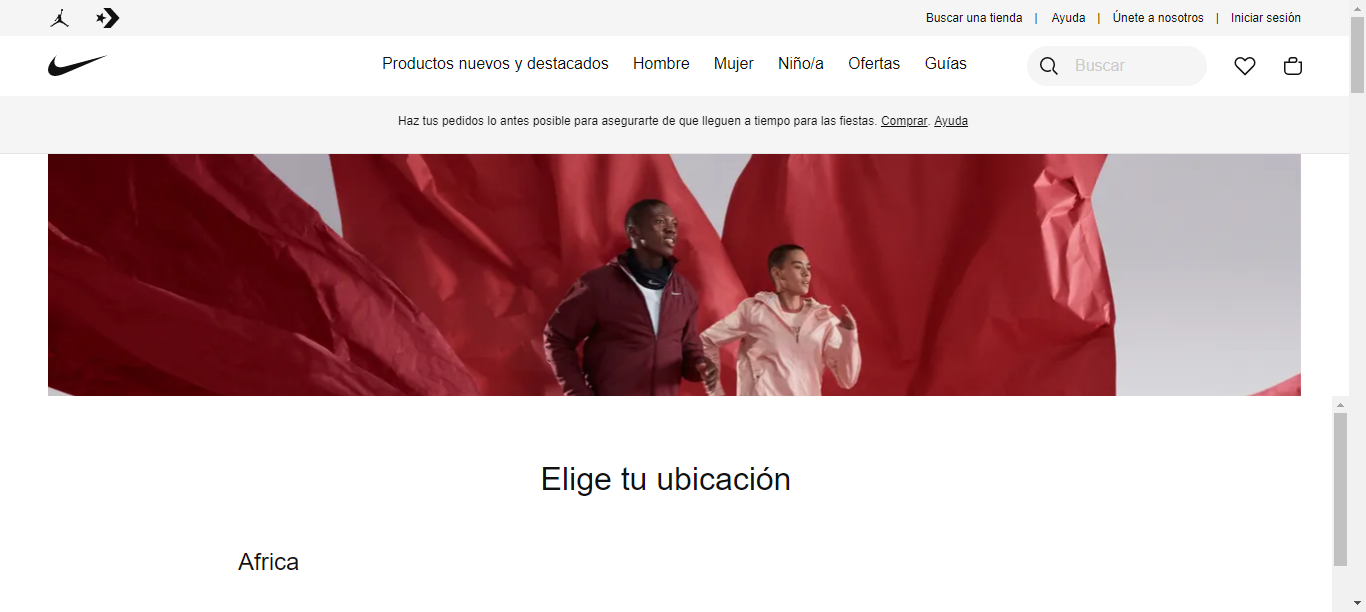 Buscar una tienda | Ayuda | Únete a nosotros | Iniciar sesión
Productos nuevos y destacados Hombre Mujer Niño/a Ofertas Guías Buscar
Haz tus pedidos lo antes posible para asegurarte de que lleguen a tiempo para las fiestas. Comprar. Ayuda
Elige tu ubicación
Africa